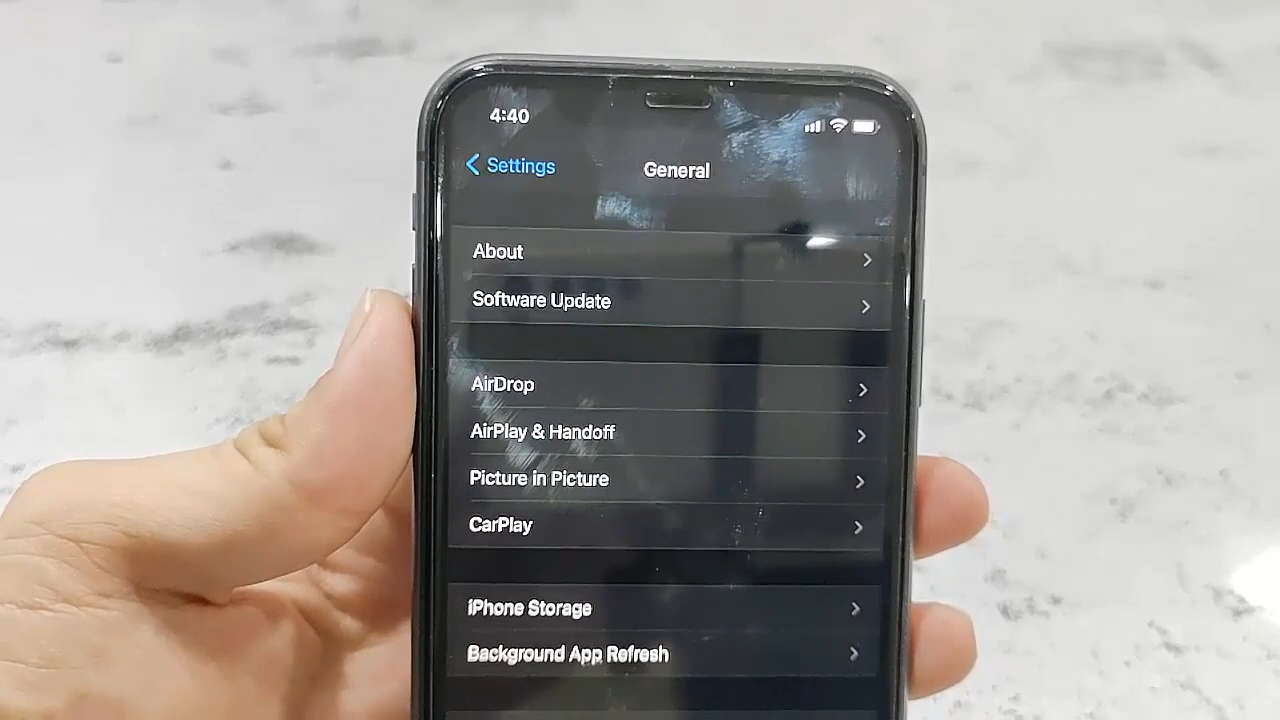 4:40
Settings
General
About
Software Update
AirDrop
AirPlay & Handoff
Picture in Picture
CarPlay
iPhone Storage
Background App Refresh